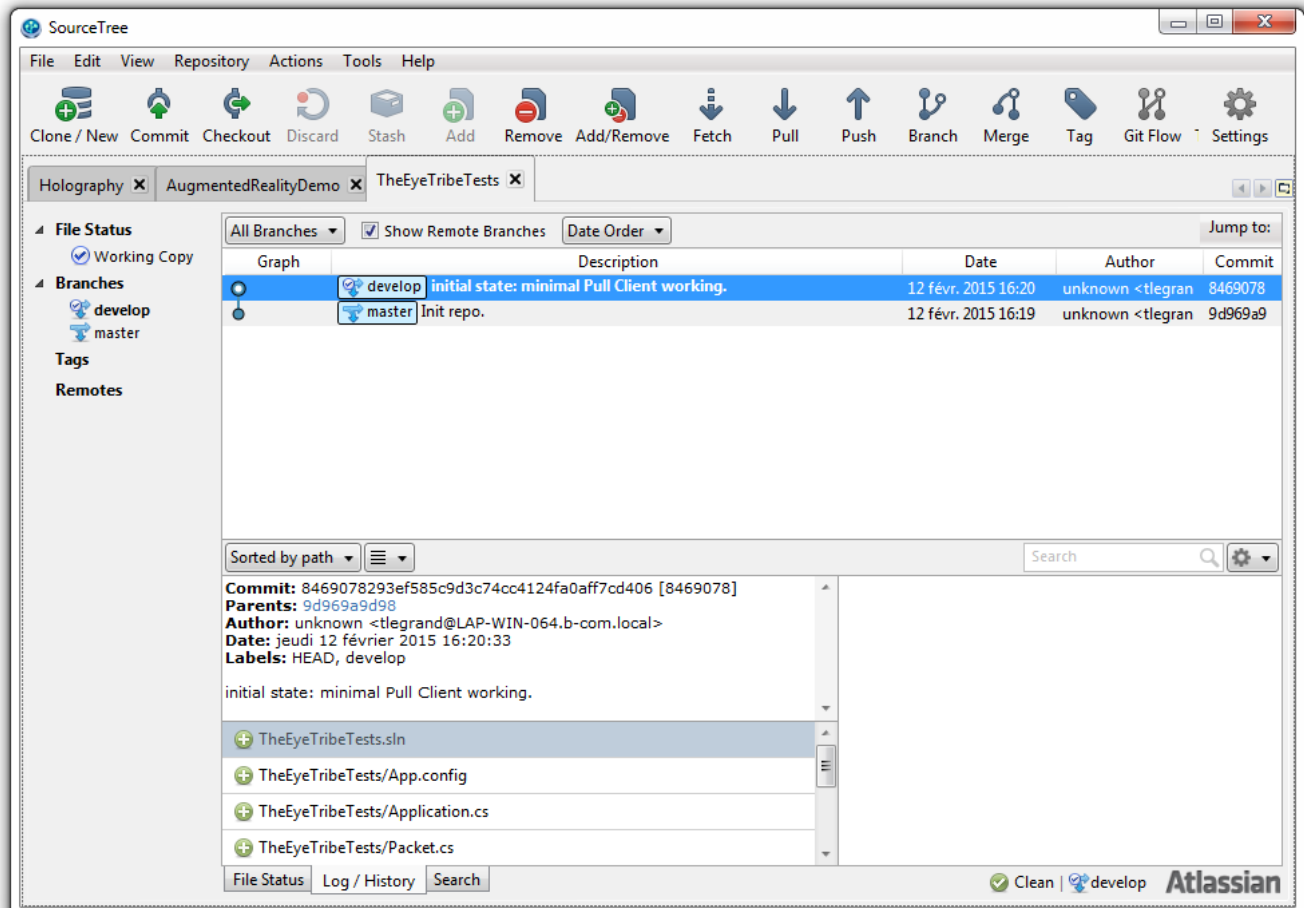 SourceTree
File Edit View Repository Actions Tools Help
Clone / New Commit Checkout Discard Stash Add Remove Add/Remove Fetch Pull Push Branch Merge Tag Git Flow Settings
Holography AugmentedRealityDemo TheEyeTribeTests
File Status
Working Copy
Branches
develop
master
Tags
Remotes
All Branches Show Remote Branches Date Order Jump to:
Graph Description Date Author Commit
develop initial state: minimal Pull Client working. 12 févr. 2015 16:20 unknown <tlegran 8469078
master Init repo. 12 févr. 2015 16:19 unknown <tlegran 9d969a9
Sorted by path Search
Commit: 8469078293ef585c9d3c74cc4124fa0aff7cd406 [8469078]
Parents: 9d969a9d98
Author: unknown <tlegrand@LAP-WIN-064.b-com.local>
Date: jeudi 12 février 2015 16:20:33
Labels: HEAD, develop
initial state: minimal Pull Client working.
TheEyeTribeTests.sln
TheEyeTribeTests/App.config
TheEyeTribeTests/Application.cs
TheEyeTribeTests/Packet.cs
File Status Log / History Search
Clean | develop Atlassian